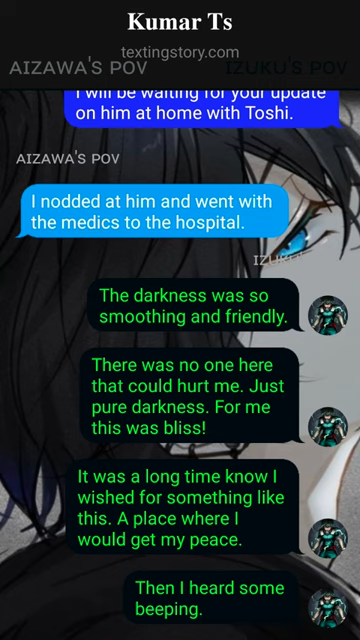 Kumar Ts
textingstory.com
AIZAWA'S POV
IZUKU'S POV
I will be waiting for your update
on him at home with Toshi.
AIZAWA'S POV
I nodded at him and went with
the medics to the hospital.
IZUKU
The darkness was so
smoothing and friendly.
There was no one here
that could hurt me. Just
pure darkness. For me
this was bliss!
It was a long time know I
wished for something like
this. A place where I
would get my peace.
Then I heard some
beeping.